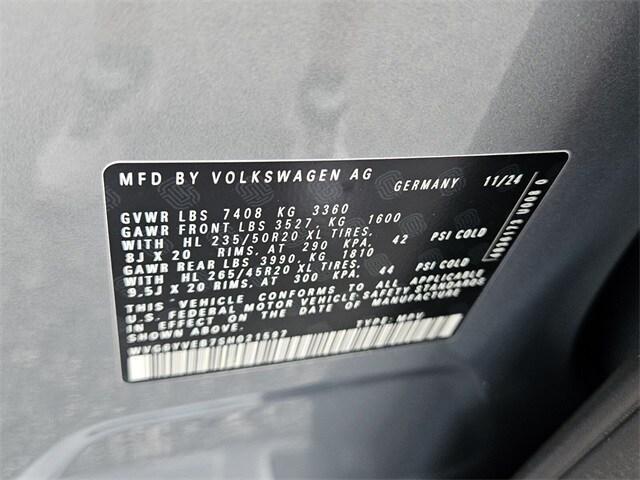 MFD BY VOLKSWAGEN AG GERMANY 11/24
GVWR LBS 7408 KG 3360
GAWR FRONT LBS 3527, KG 1600
WITH HL 235/50R20 XL TIRES.
8J X 20 RIMS. AT 290 KPA. 42 PSI COLD
GAWR REAR LBS 3990. KG 1810
WITH HL 265/45R20 XL TIRES.
9.5J X 20 RIMS. AT 300 KPA. 44 PSI COLD
THIS VEHICLE CONFORMS TO ALL APPLICABLE
U.S. FEDERAL MOTOR VEHICLE SAFETY STANDARDS
IN EFFECT ON THE DATE OF MANUFACTURE
SHOWN ABOVE. TYPE: MPV